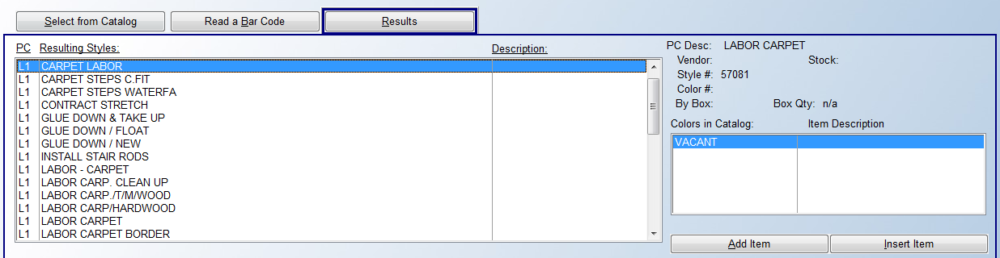 Select from Catalog Read a Bar Code Results
PC Resulting Styles: Description:
L1 CARPET LABOR
L1 CARPET STEPS C.FIT
L1 CARPET STEPS WATERFA
L1 CONTRACT STRETCH
L1 GLUE DOWN & TAKE UP
L1 GLUE DOWN / FLOAT
L1 GLUE DOWN / NEW
L1 INSTALL STAIR RODS
L1 LABOR - CARPET
L1 LABOR CARP. CLEAN UP
L1 LABOR CARP./T/M/WOOD
L1 LABOR CARP/HARDWOOD
L1 LABOR CARPET
L1 LABOR CARPET BORDER
PC Desc: LABOR CARPET
Vendor: Stock:
Style #: 57081
Color #:
By Box: Box Qty: n/a
Colors in Catalog: Item Description
VACANT
Add Item Insert Item